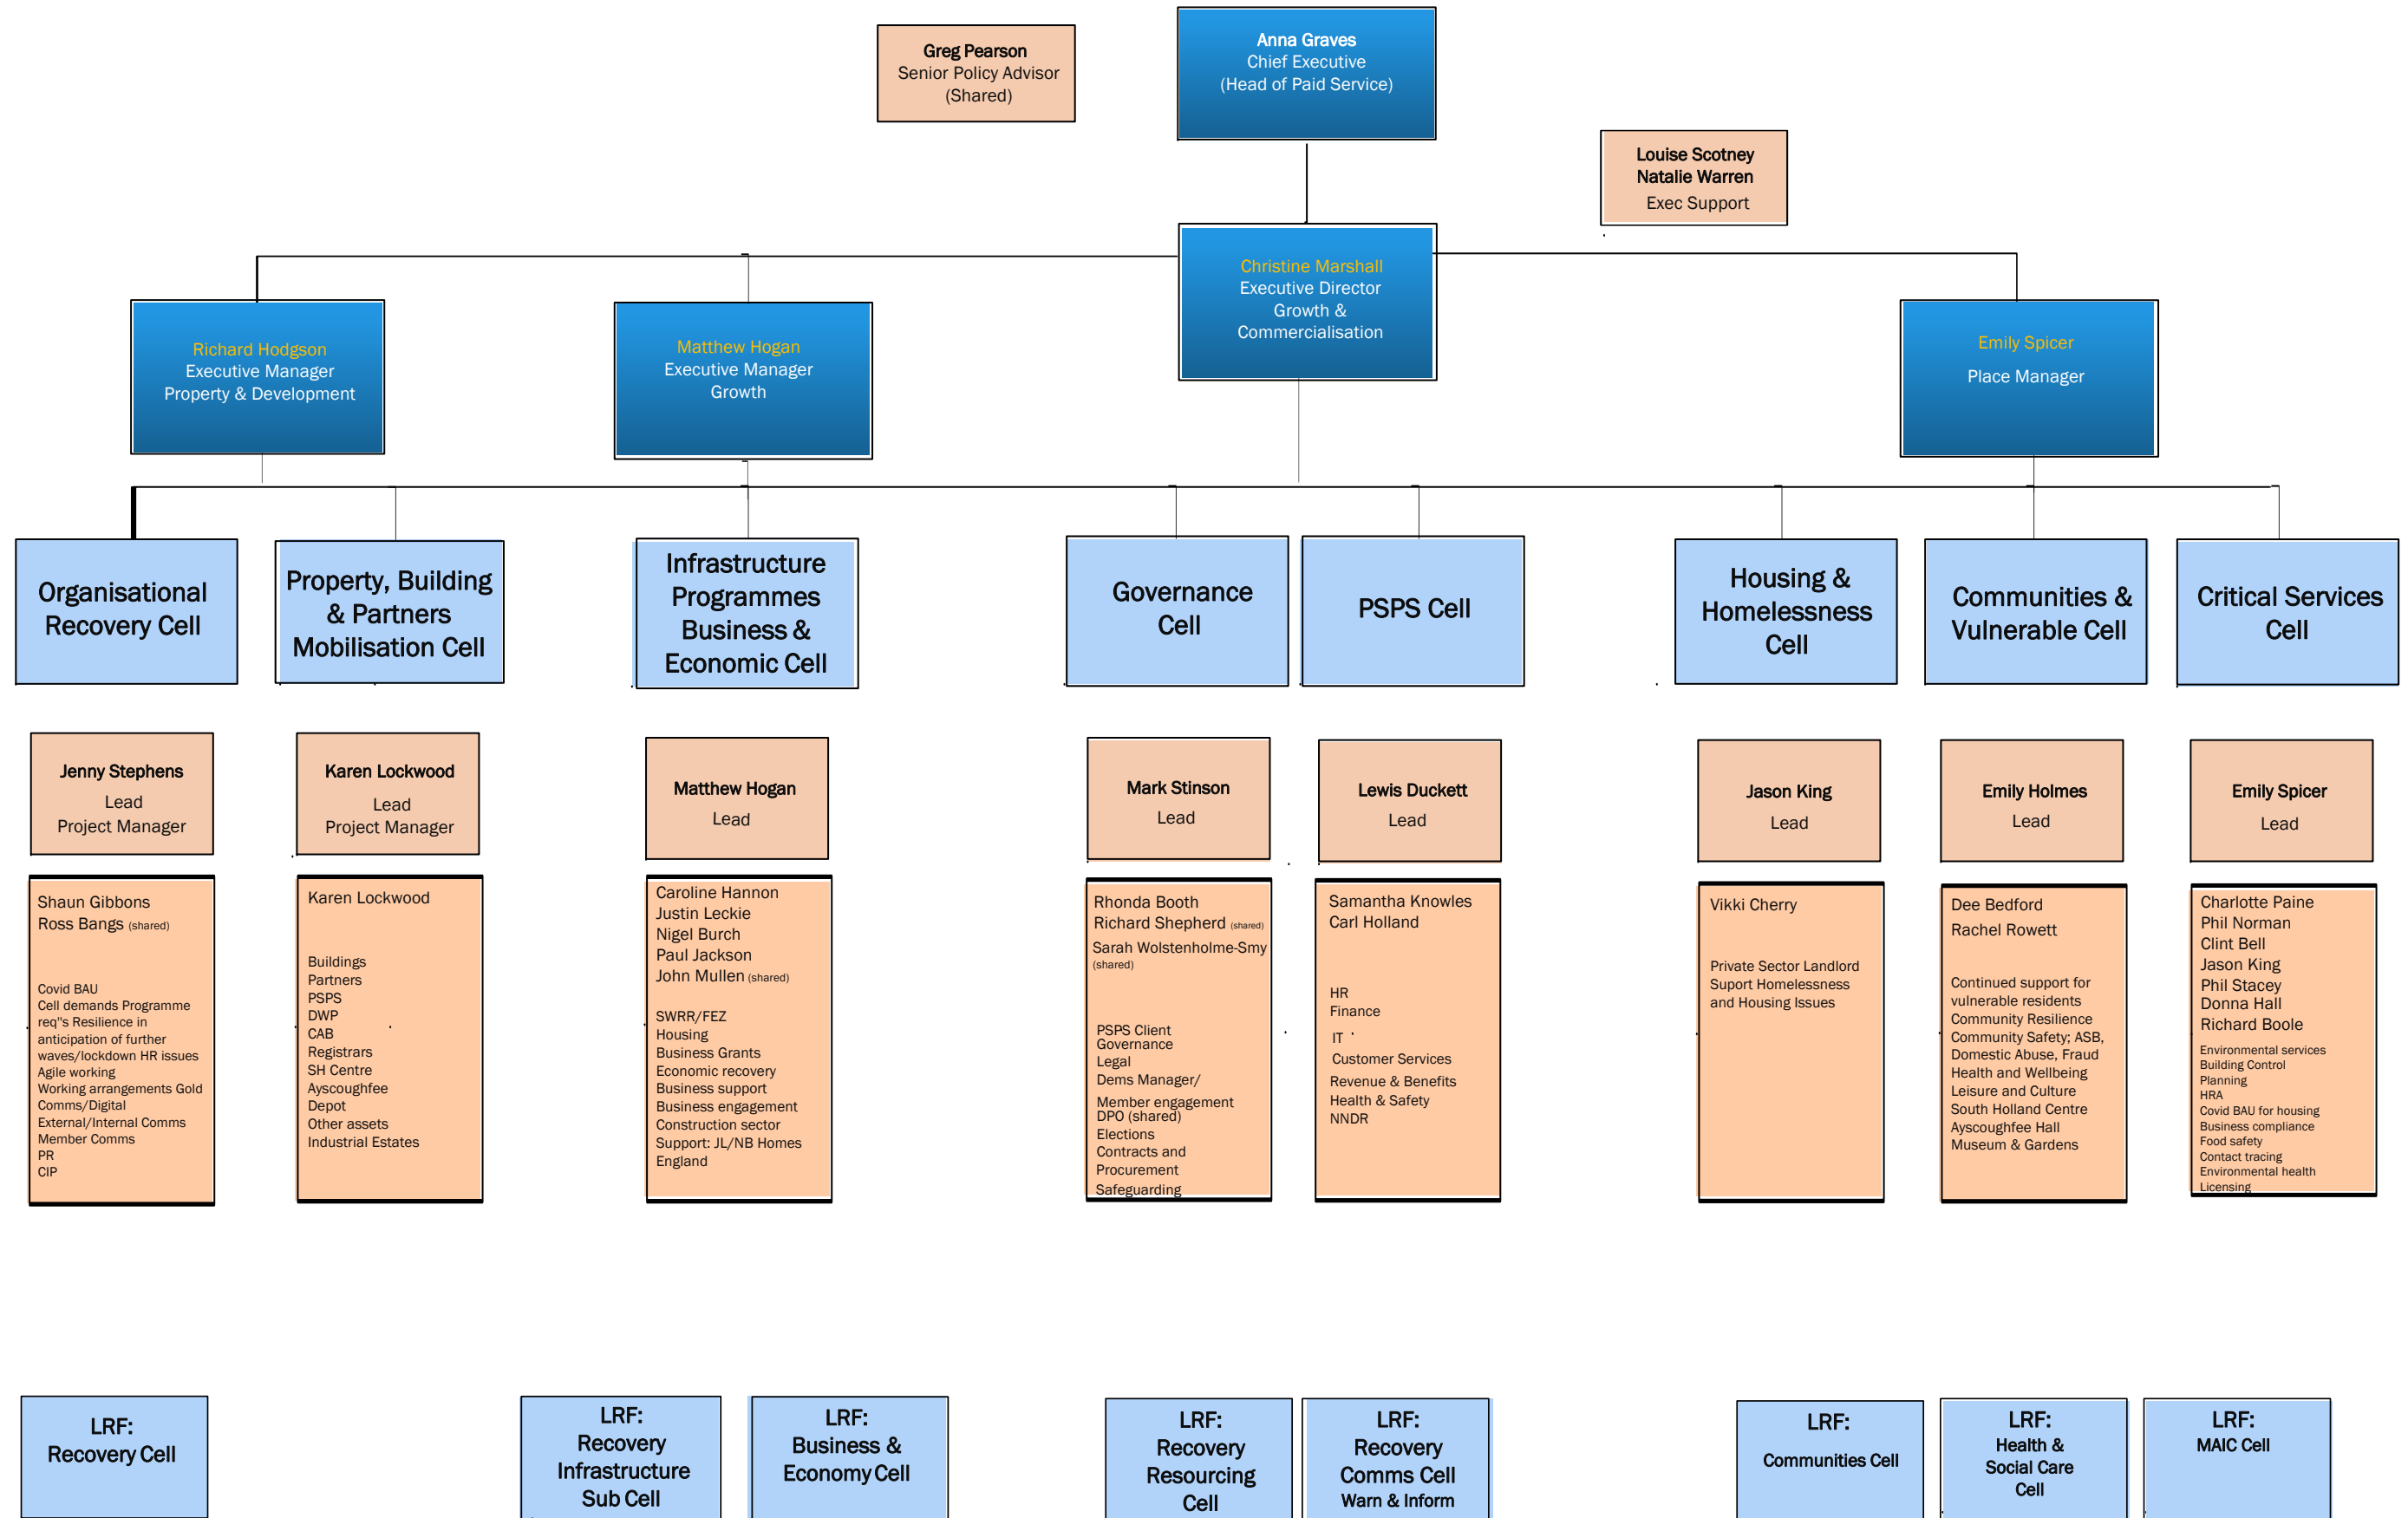 Greg Pearson
Senior Policy Advisor
(Shared)
Anna Graves
Chief Executive
(Head of Paid Service)
Louise Scotney
Natalie Warren
Exec Support
Christine Marshall
Executive Director
Growth &
Commercialisation
Richard Hodgson
Executive Manager
Property & Development
Matthew Hogan
Executive Manager
Growth
Emily Spicer
Place Manager
Organisational
Recovery Cell
Property, Building
& Partners
Mobilisation Cell
Infrastructure
Programmes
Business &
Economic Cell
Governance
Cell
PSPS Cell
Housing &
Homelessness
Cell
Communities &
Vulnerable Cell
Critical Services
Cell
Jenny Stephens
Lead
Project Manager
Karen Lockwood
Lead
Project Manager
Matthew Hogan
Lead
Mark Stinson
Lead
Lewis Duckett
Lead
Jason King
Lead
Emily Holmes
Lead
Emily Spicer
Lead
Shaun Gibbons
Ross Bangs (shared)
Covid BAU
Cell demands Programme
req"s Resilience in
anticipation of further
waves/lockdown HR issues
Agile working
Working arrangements Gold
Comms/Digital
External/Internal Comms
Member Comms
PR
CIP
Karen Lockwood
Buildings
Partners
PSPS
DWP
CAB
Registrars
SH Centre
Ayscoughfee
Depot
Other assets
Industrial Estates
Caroline Hannon
Justin Leckie
Nigel Burch
Paul Jackson
John Mullen (shared)
SWRR/FEZ
Housing
Business Grants
Economic recovery
Business support
Business engagement
Construction sector
Support: JL/NB Homes
England
Rhonda Booth
Richard Shepherd (shared)
Sarah Wolstenholme-Smy
(shared)
PSPS Client
Governance
Legal
Dems Manager/
Member engagement
DPO (shared)
Elections
Contracts and
Procurement
Safeguarding
Samantha Knowles
Carl Holland
HR
Finance
IT
Customer Services
Revenue & Benefits
Health & Safety
NNDR
Vikki Cherry
Private Sector Landlord
Suport Homelessness
and Housing Issues
Dee Bedford
Rachel Rowett
Continued support for
vulnerable residents
Community Resilience
Community Safety; ASB,
Domestic Abuse, Fraud
Health and Wellbeing
Leisure and Culture
South Holland Centre
Ayscoughfee Hall
Museum & Gardens
Charlotte Paine
Phil Norman
Clint Bell
Jason King
Phil Stacey
Donna Hall
Richard Boole
Environmental services
Building Control
Planning
HRA
Covid BAU for housing
Business compliance
Food safety
Contact tracing
Environmental health
Licensing
LRF:
Recovery Cell
LRF:
Recovery
Infrastructure
Sub Cell
LRF:
Business &
Economy Cell
LRF:
Recovery
Resourcing
Cell
LRF:
Recovery
Comms Cell
Warn & Inform
LRF:
Communities Cell
LRF:
Health &
Social Care
Cell
LRF:
MAIC Cell